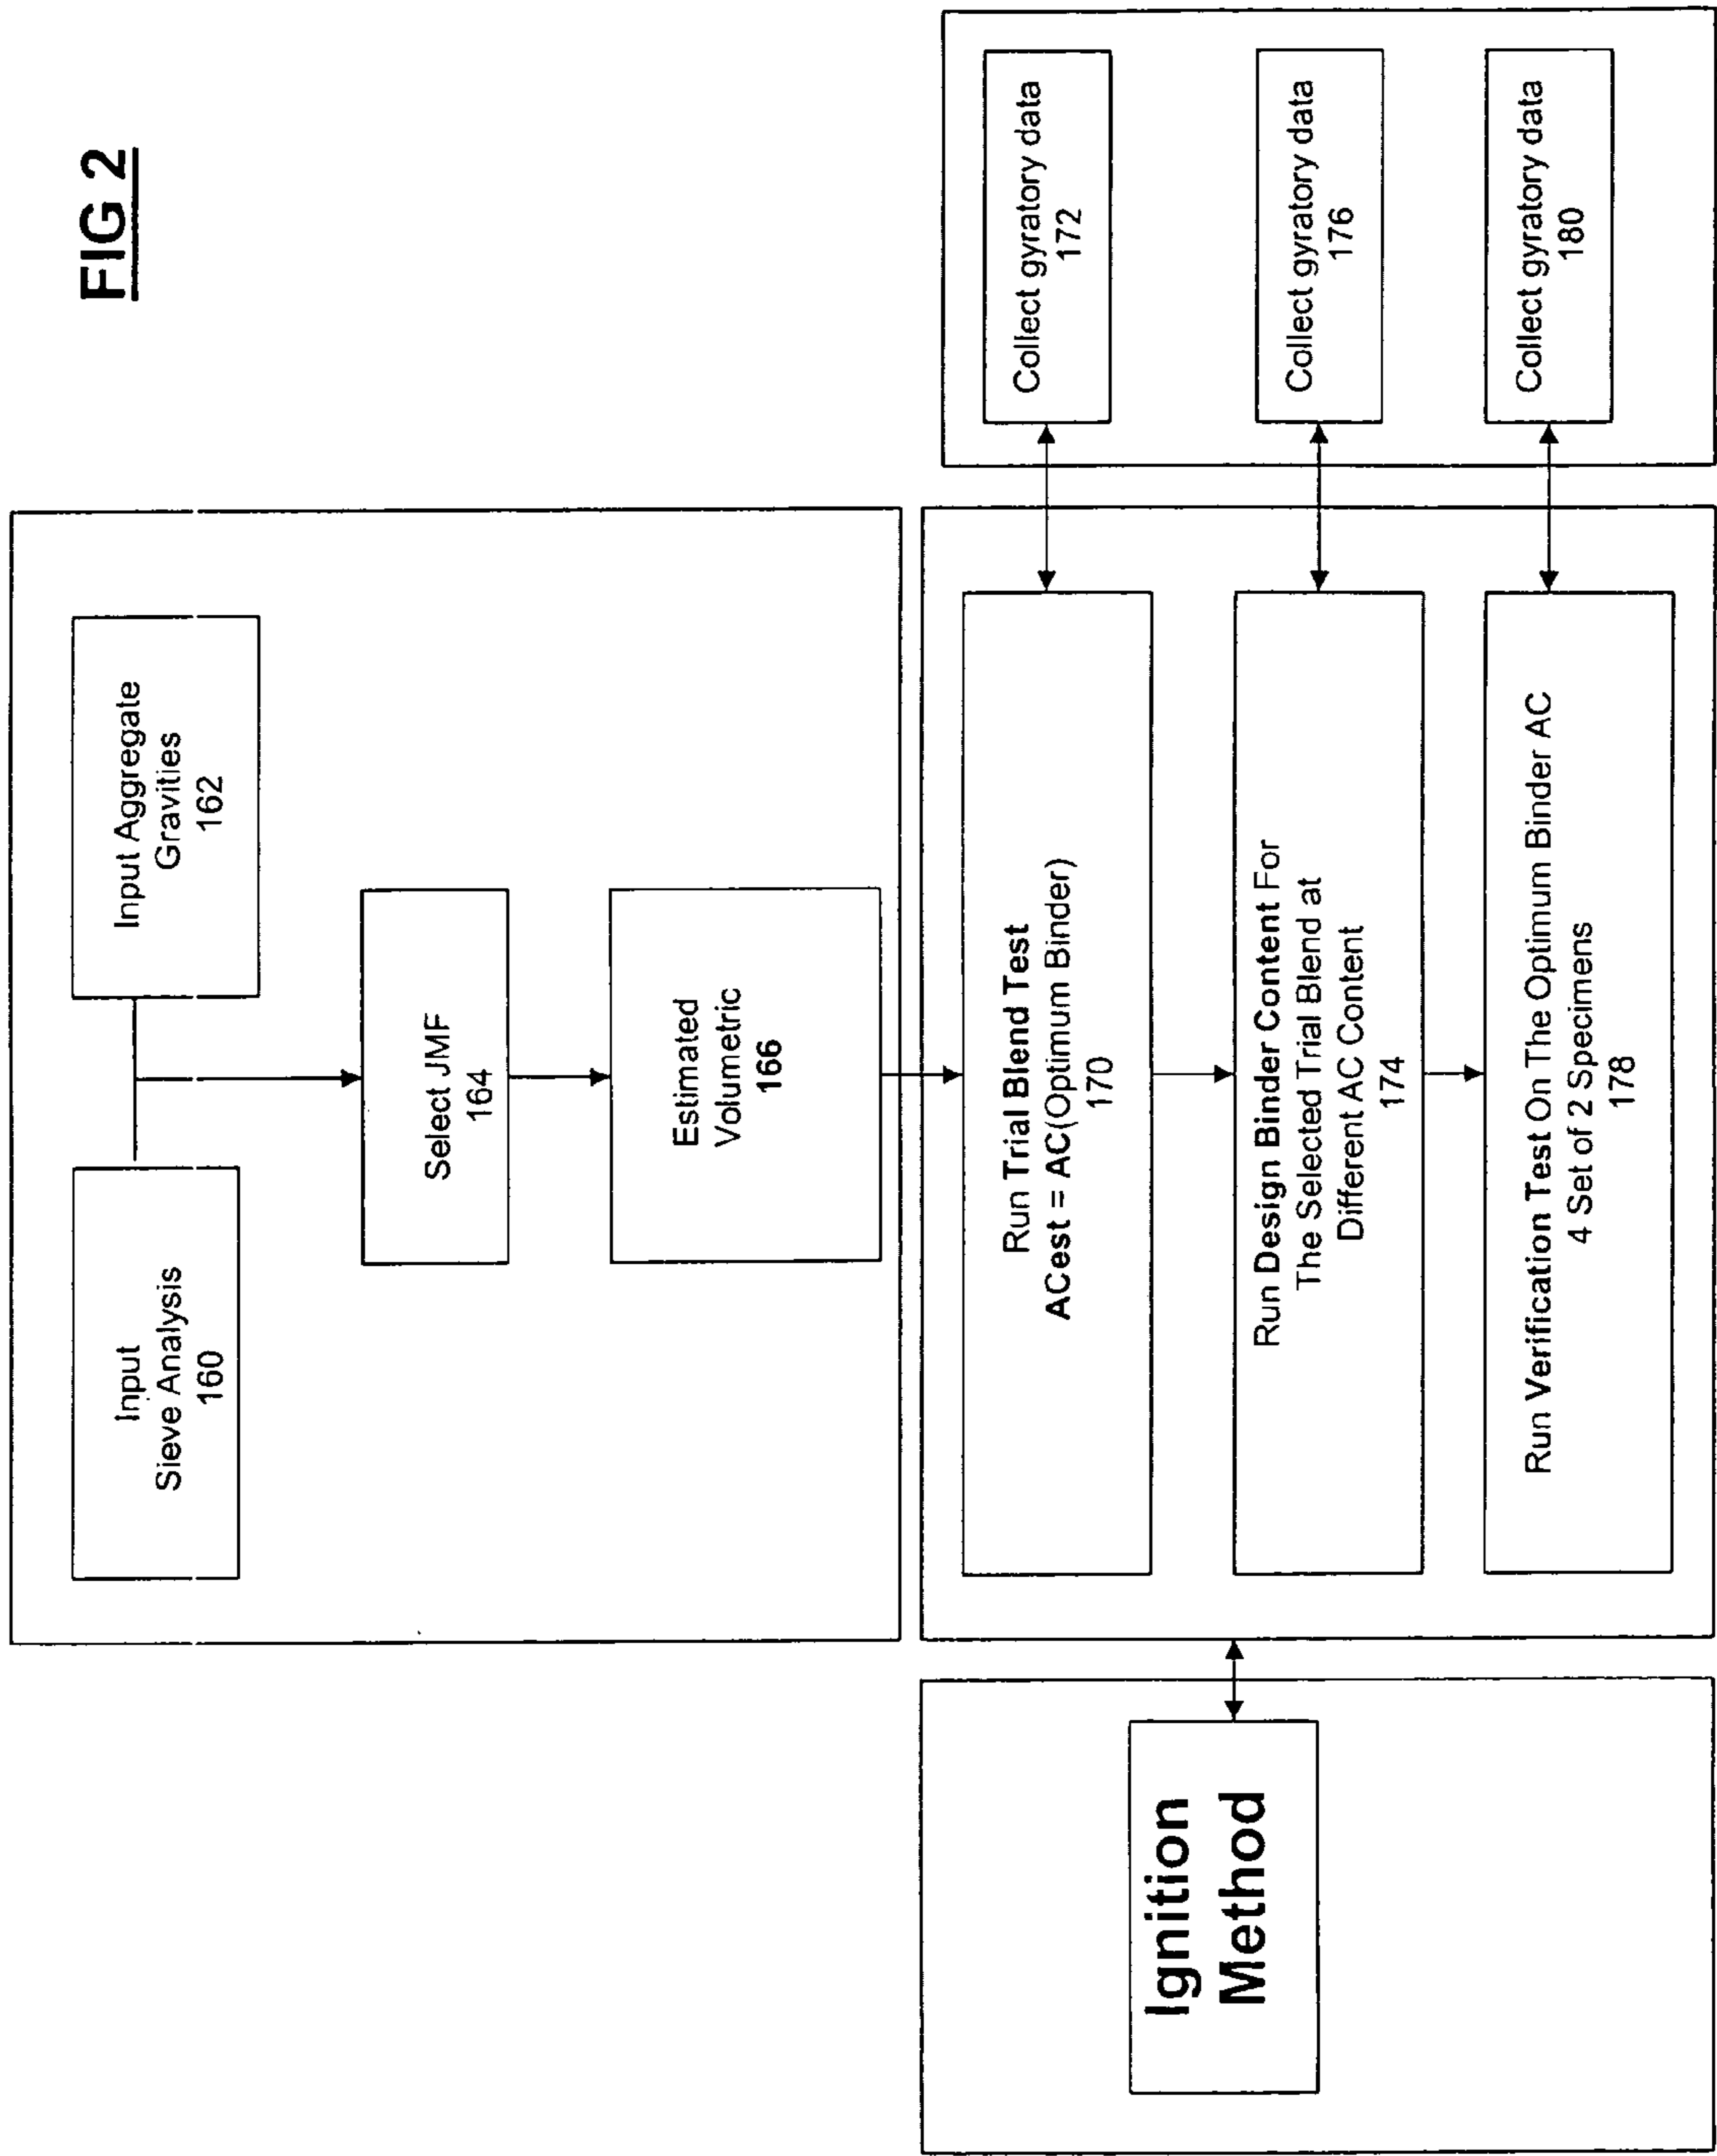 FIG 2
Input
Sieve Analysis
160
Input Aggregate
Gravities
162
Select JMF
164
Estimated
Volumetric
166
Run Trial Blend Test
ACest = AC(Optimum Binder)
170
Collect gyratory data
172
Run Design Binder Content For
The Selected Trial Blend at
Different AC Content
174
Collect gyratory data
176
Run Verification Test On The Optimum Binder AC
4 Set of 2 Specimens
178
Collect gyratory data
180
Ignition
Method